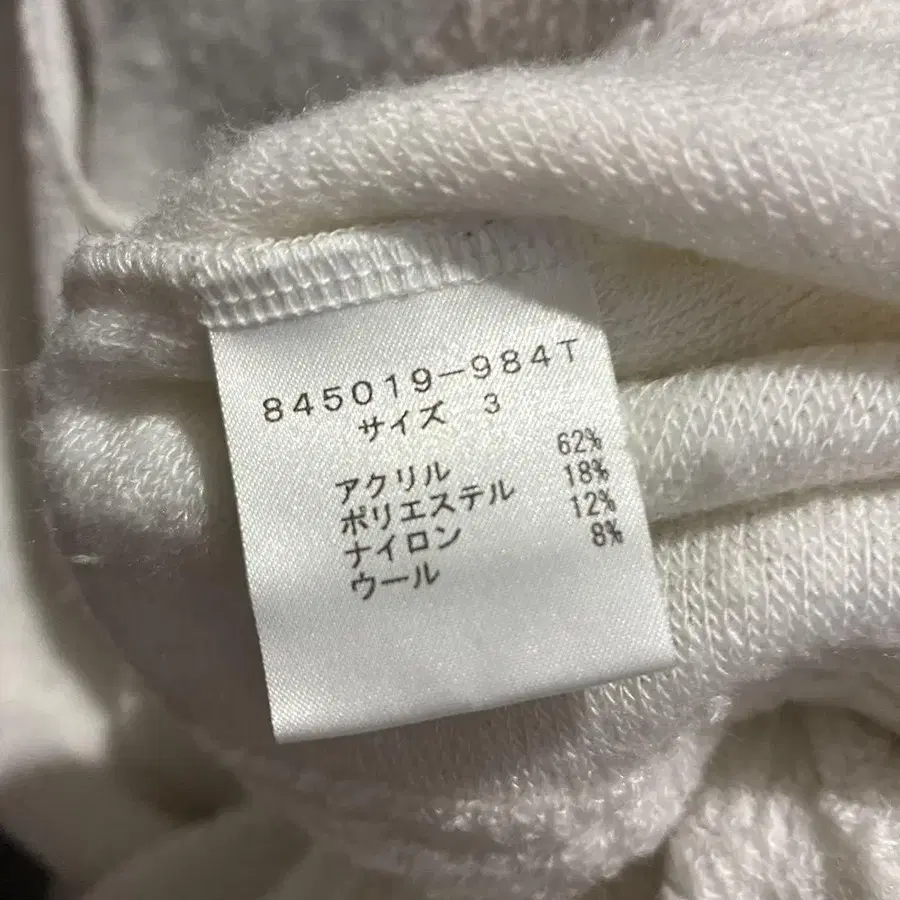 845019-984T
サイズ 3
アクリル 62%
ポリエステル 18%
ナイロン 12%
ウール 8%